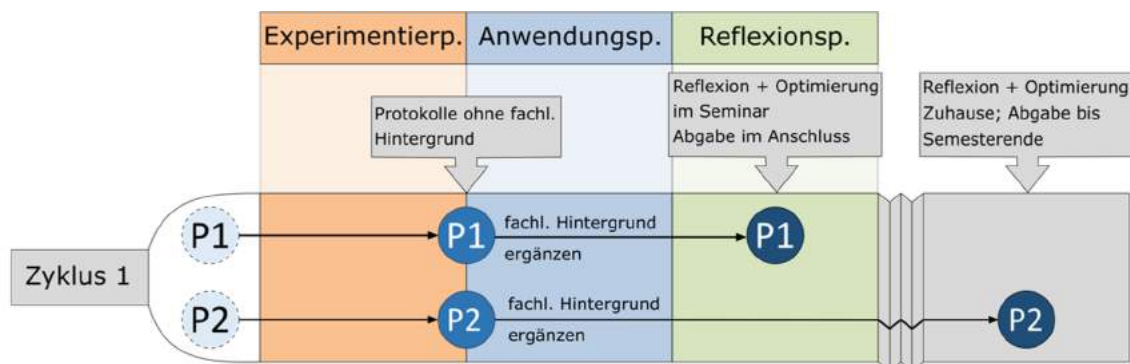 Experimentierp.
Anwendungsp.
Reflexionsp.
Protokolle ohne fachl.
Hintergrund
Reflexion + Optimierung
im Seminar
Abgabe im Anschluss
Reflexion + Optimierung
Zuhause; Abgabe bis
Semesterende
Zyklus 1
P1
P1
fachl. Hintergrund
ergänzen
P1
P2
P2
fachl. Hintergrund
ergänzen
P2